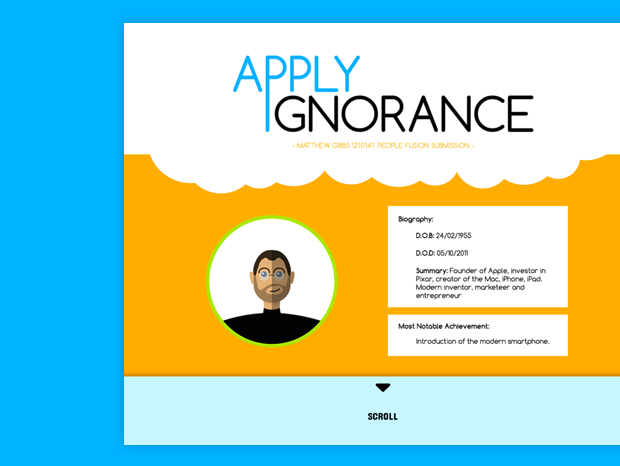 APPLY
IGNORANCE
- MATTHEW GIBBS 1210141 PEOPLE FUSION SUBMISSION -
Biography:
D.O.B: 24/02/1955
D.O.D: 05/10/2011
Summary: Founder of Apple, investor in
Pixar, creator of the Mac, iPhone, iPad.
Modern inventor, marketeer and
entrepreneur
Most Notable Achievement:
Introduction of the modern smartphone.
SCROLL